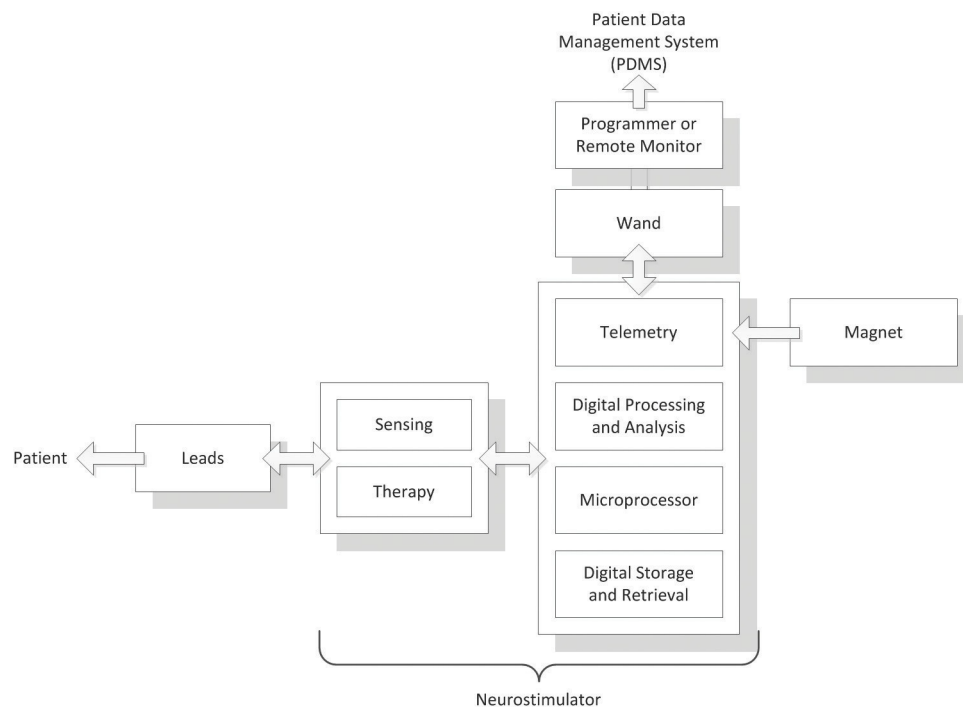 Patient Data
Management System
(PDMS)
Programmer or
Remote Monitor
Wand
Telemetry
Magnet
Digital Processing
and Analysis
Sensing
Patient
Leads
Therapy
Microprocessor
Digital Storage
and Retrieval
Neurostimulator